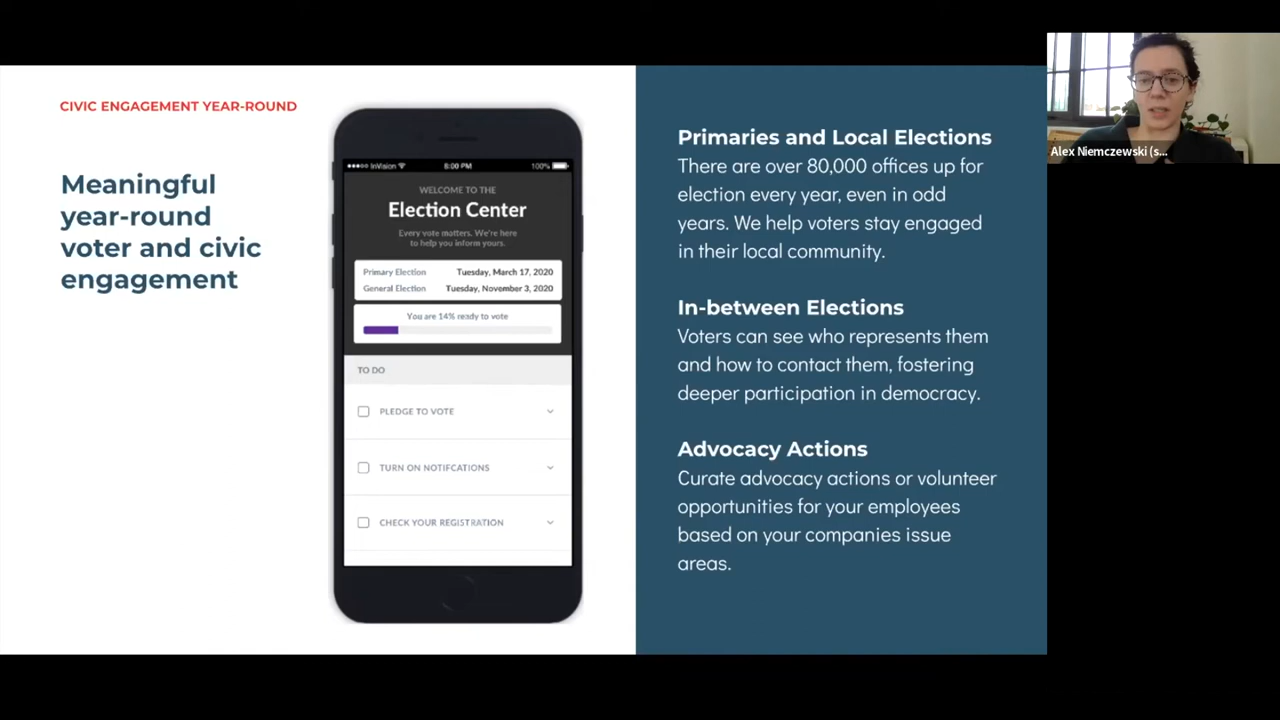 CIVIC ENGAGEMENT YEAR-ROUND
Meaningful
year-round
voter and civic
engagement
InVision
6:00 PM
100%
WELCOME TO THE
Election Center
Every vote matters. We're here
to help you inform yours.
Primary Election Tuesday, March 17, 2020
General Election Tuesday, November 3, 2020
You are 14% ready to vote
TO DO
PLEDGE TO VOTE
TURN ON NOTIFCATIONS
CHECK YOUR REGISTRATION
Primaries and Local Elections
There are over 80,000 offices up for
election every year, even in odd
years. We help voters stay engaged
in their local community.
In-between Elections
Voters can see who represents them
and how to contact them, fostering
deeper participation in democracy.
Advocacy Actions
Curate advocacy actions or volunteer
opportunities for your employees
based on your companies issue
areas.
Alex Niemczewski (s...